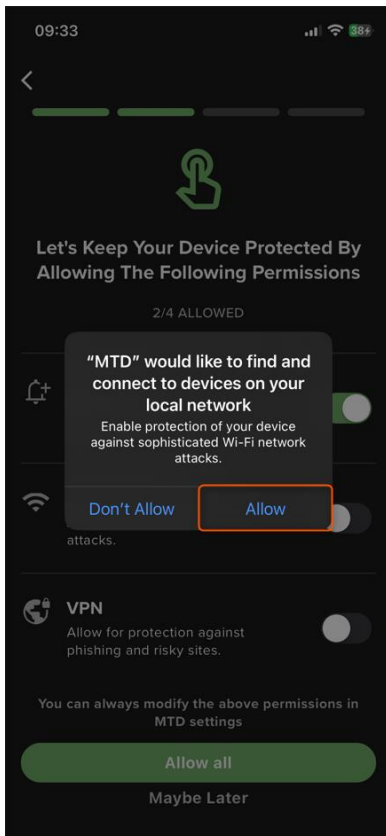 09:33
38
Let's Keep Your Device Protected By
Allowing The Following Permissions
2/4 ALLOWED
“MTD” would like to find and
connect to devices on your
local network
Enable protection of your device
against sophisticated Wi-Fi network
attacks.
Don't Allow
Allow
attacks.
VPN
Allow for protection against
phishing and risky sites.
You can always modify the above permissions in
MTD settings
Allow all
Maybe Later